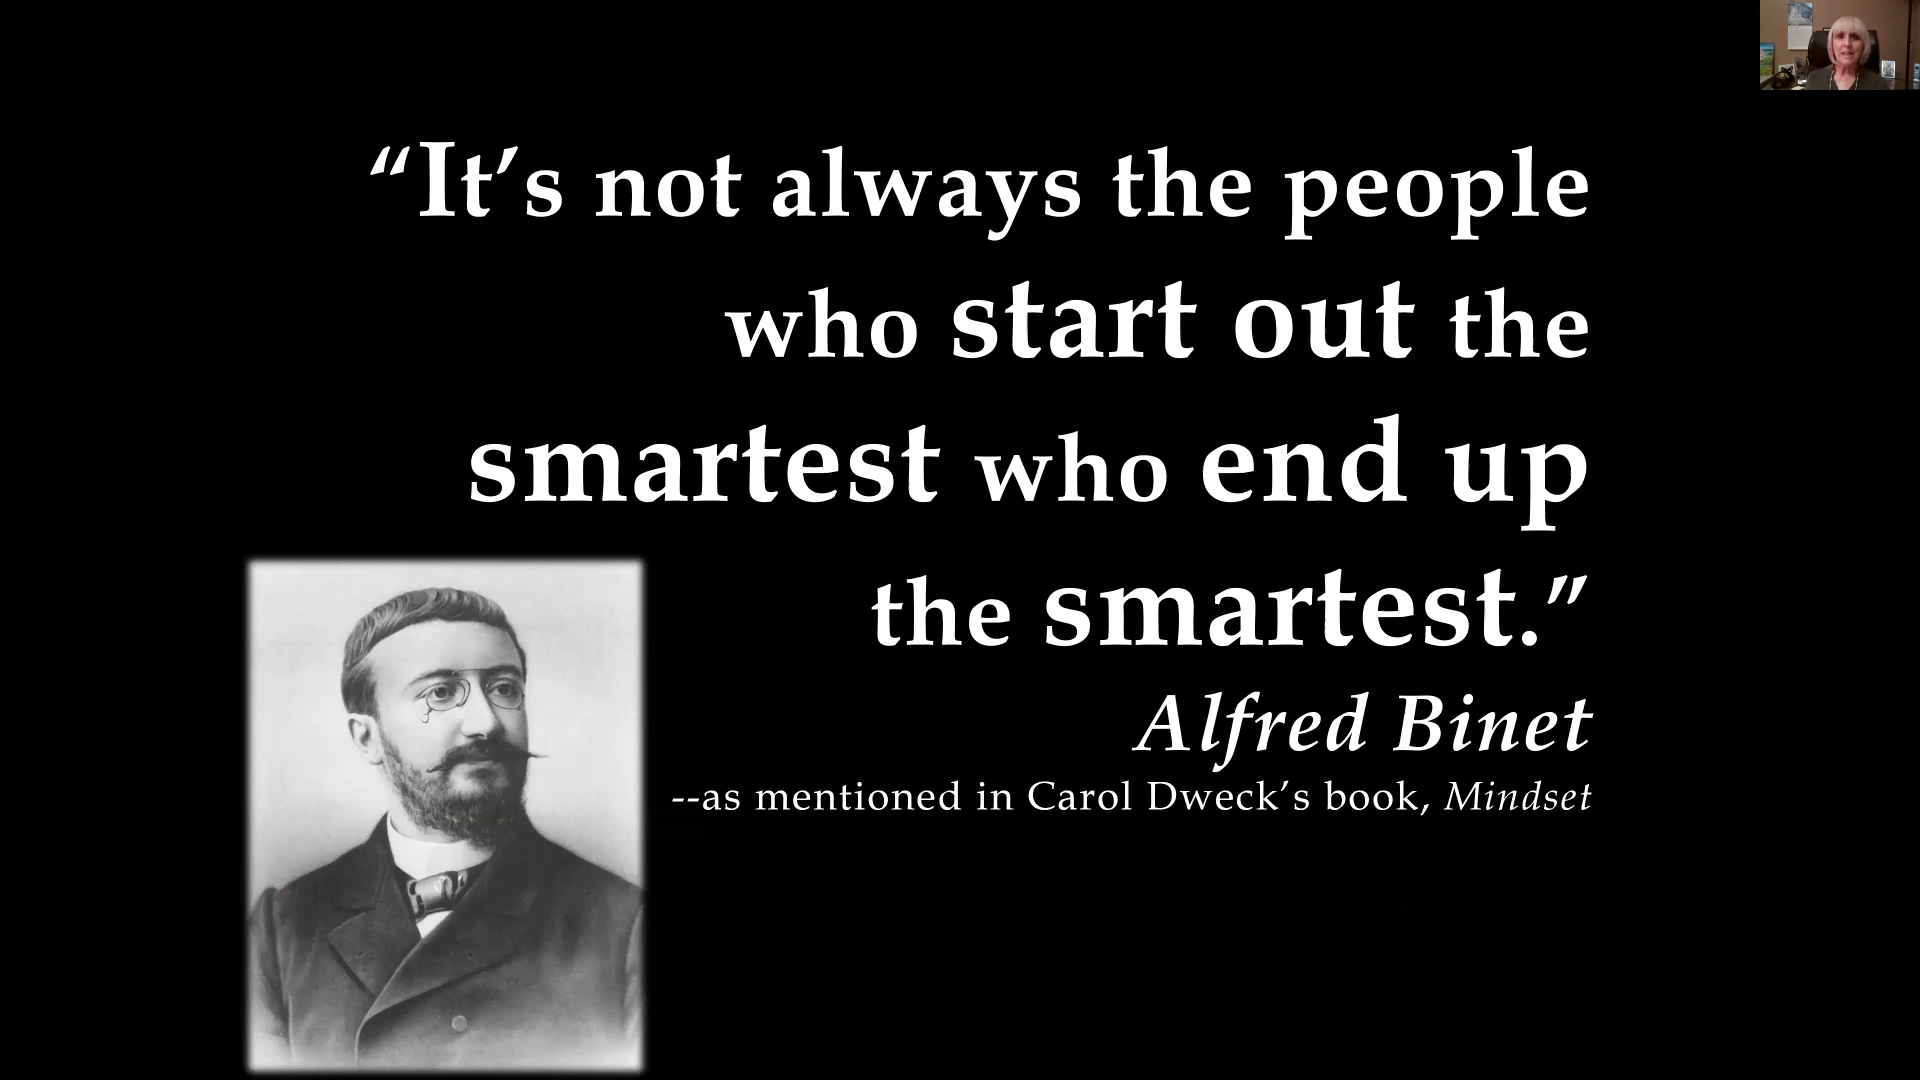 “It’s not always the people
who start out the
smartest who end up
the smartest.”
Alfred Binet
--as mentioned in Carol Dweck’s book, Mindset